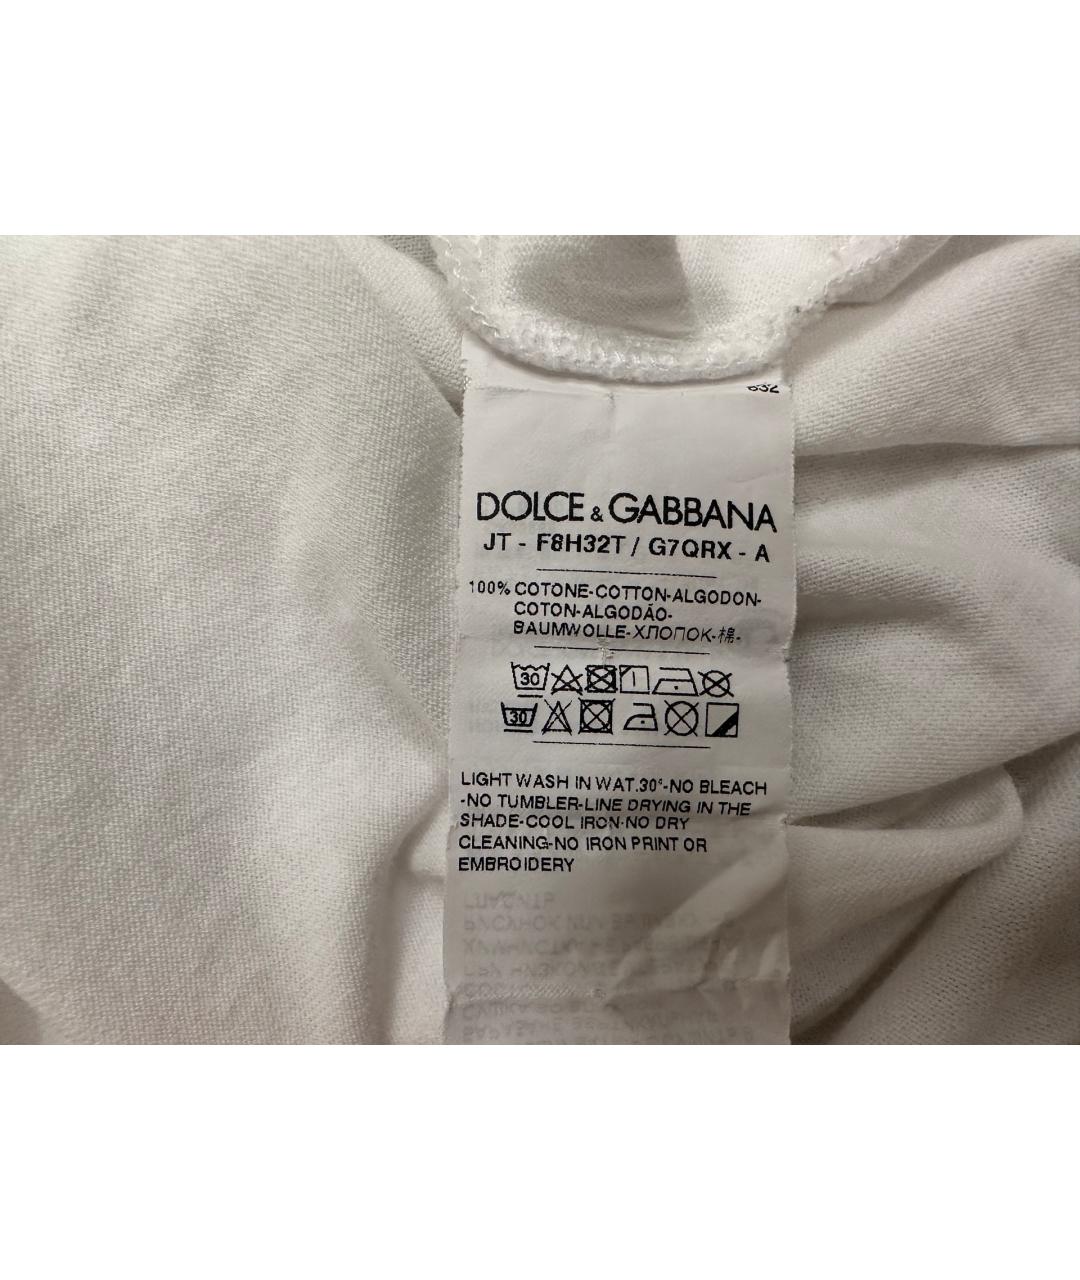 DOLCE & GABBANA
JT - F8H32T / G7QRX - A
100% COTONE-COTTON-ALGODON-
COTON-ALGODÃO-
BAUMWOLLE-ХЛОПОК-棉-
30
30
LIGHT WASH IN WAT.30°-NO BLEACH
-NO TUMBLER-LINE DRYING IN THE
SHADE-COOL IRON-NO DRY
CLEANING-NO IRON PRINT OR
EMBROIDERY